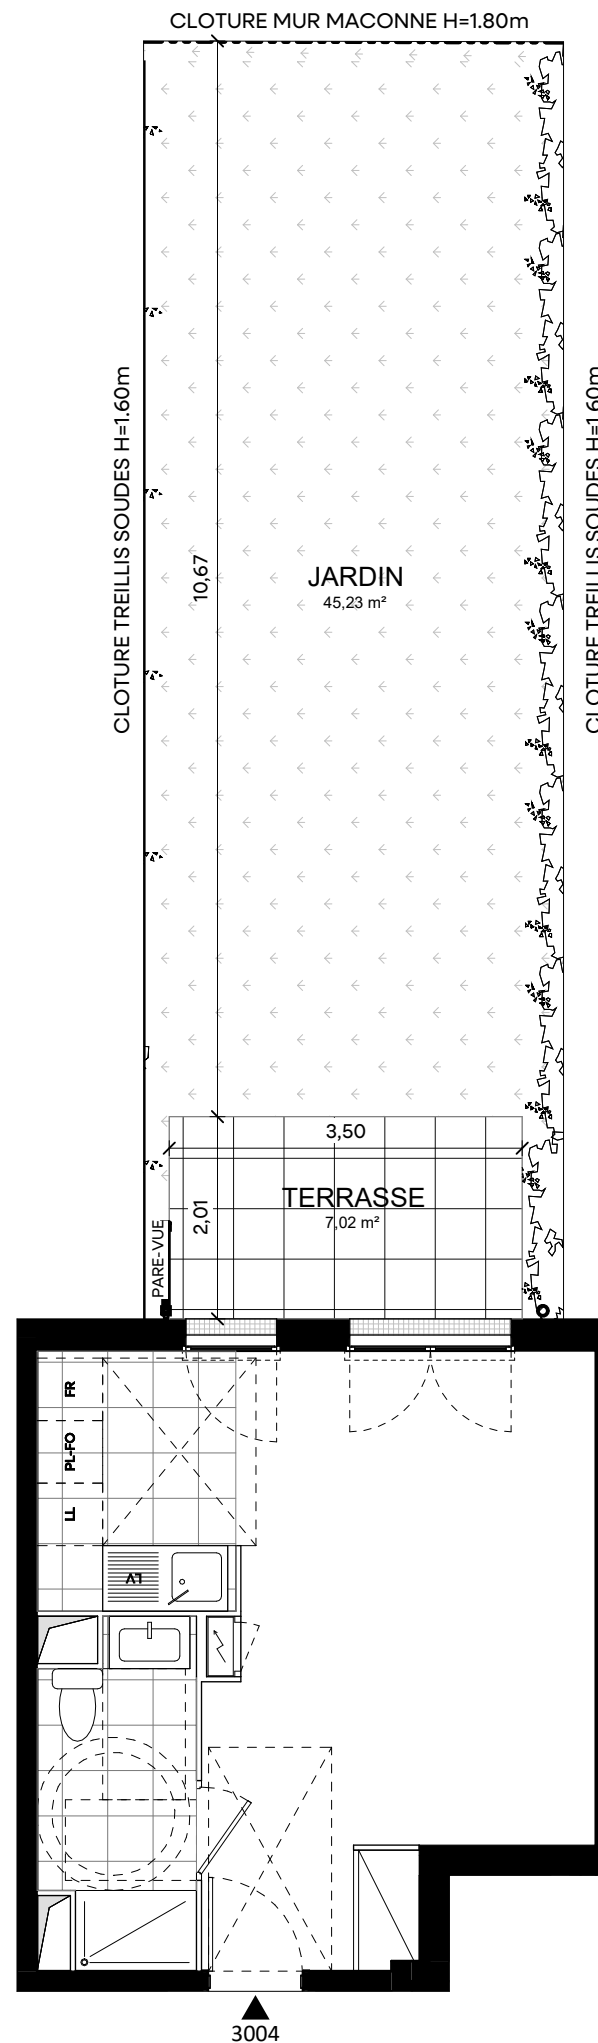 CLOTURE MUR MACONNE H=1.80m
CLOTURE TREILLIS SOUDES H=1.60m
CLOTURE TREILLIS SOUDES H=1.60m
10,67
JARDIN
45,23 m²
3,50
2,01
TERRASSE
7,02 m²
PARE-VUE
FR
PL-FO
LL
LV
3004